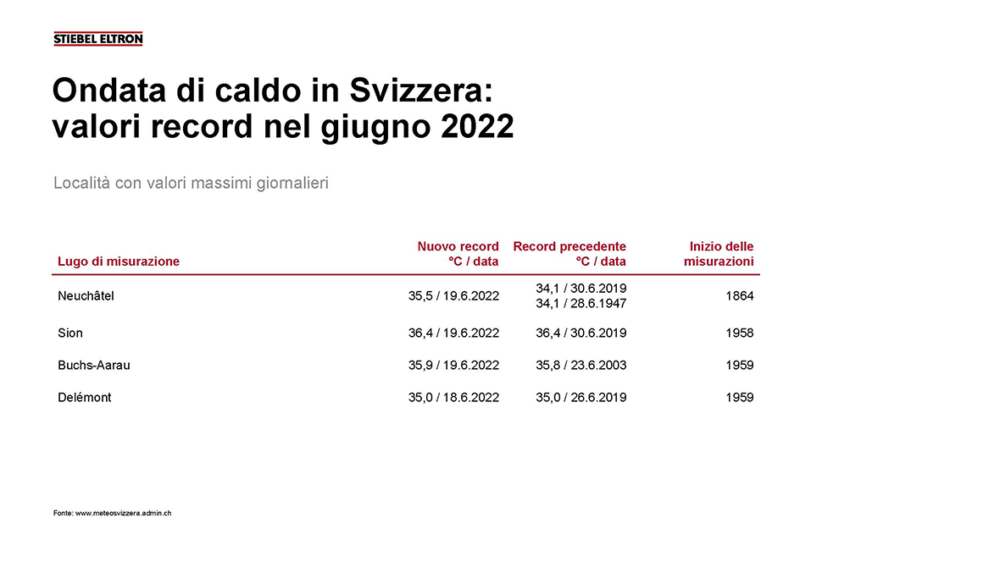 STIEBEL ELTRON
Ondata di caldo in Svizzera:
valori record nel giugno 2022
Località con valori massimi giornalieri
Lugo di misurazione Nuovo record °C / data Record precedente °C / data Inizio delle misurazioni
Neuchâtel 35,5 / 19.6.2022 34,1 / 30.6.2019 34,1 / 28.6.1947 1864
Sion 36,4 / 19.6.2022 36,4 / 30.6.2019 1958
Buchs-Aarau 35,9 / 19.6.2022 35,8 / 23.6.2003 1959
Delémont 35,0 / 18.6.2022 35,0 / 26.6.2019 1959
Fonte: www.meteosvizzera.admin.ch